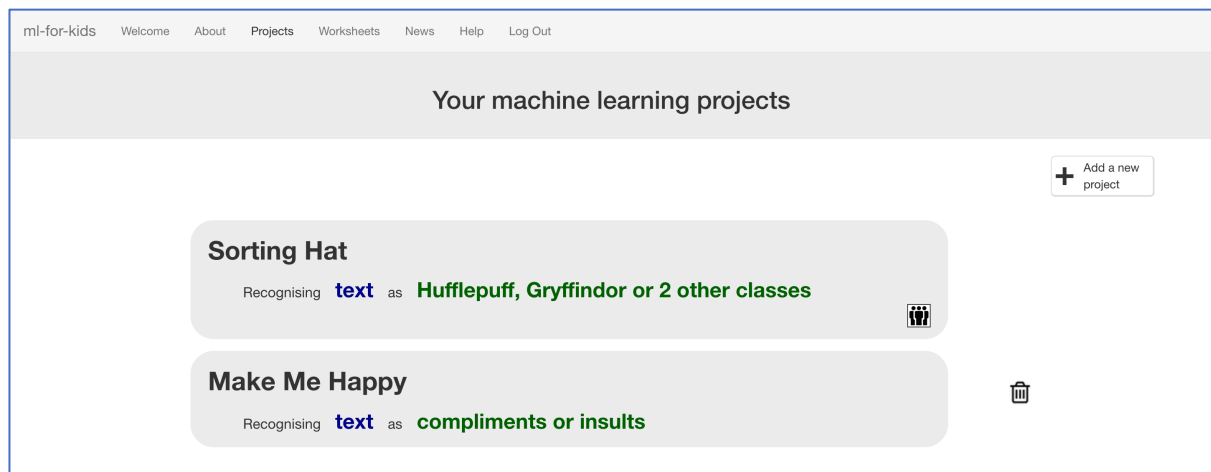 ml-for-kids Welcome About Projects Worksheets News Help Log Out
Your machine learning projects
Add a new
project
Sorting Hat
Recognising text as Hufflepuff, Gryffindor or 2 other classes
Make Me Happy
Recognising text as compliments or insults